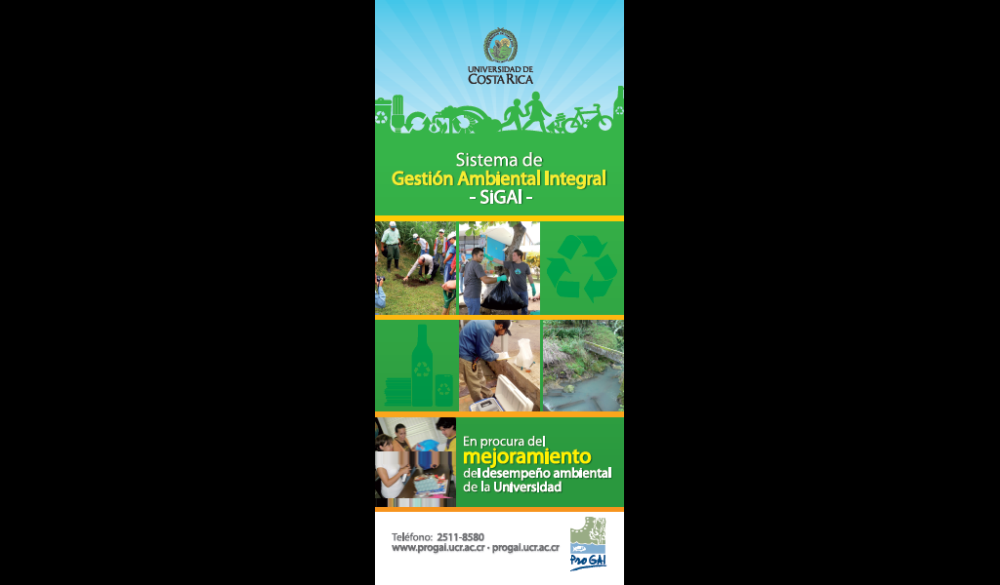 UNIVERSIDAD DE
COSTA RICA
Sistema de
Gestión Ambiental Integral
- SiGAI -
En procura del
mejoramiento
del desempeño ambiental
de la Universidad
Teléfono: 2511-8580
www.progai.ucr.ac.cr · progai.ucr.ac.cr
ProGAI